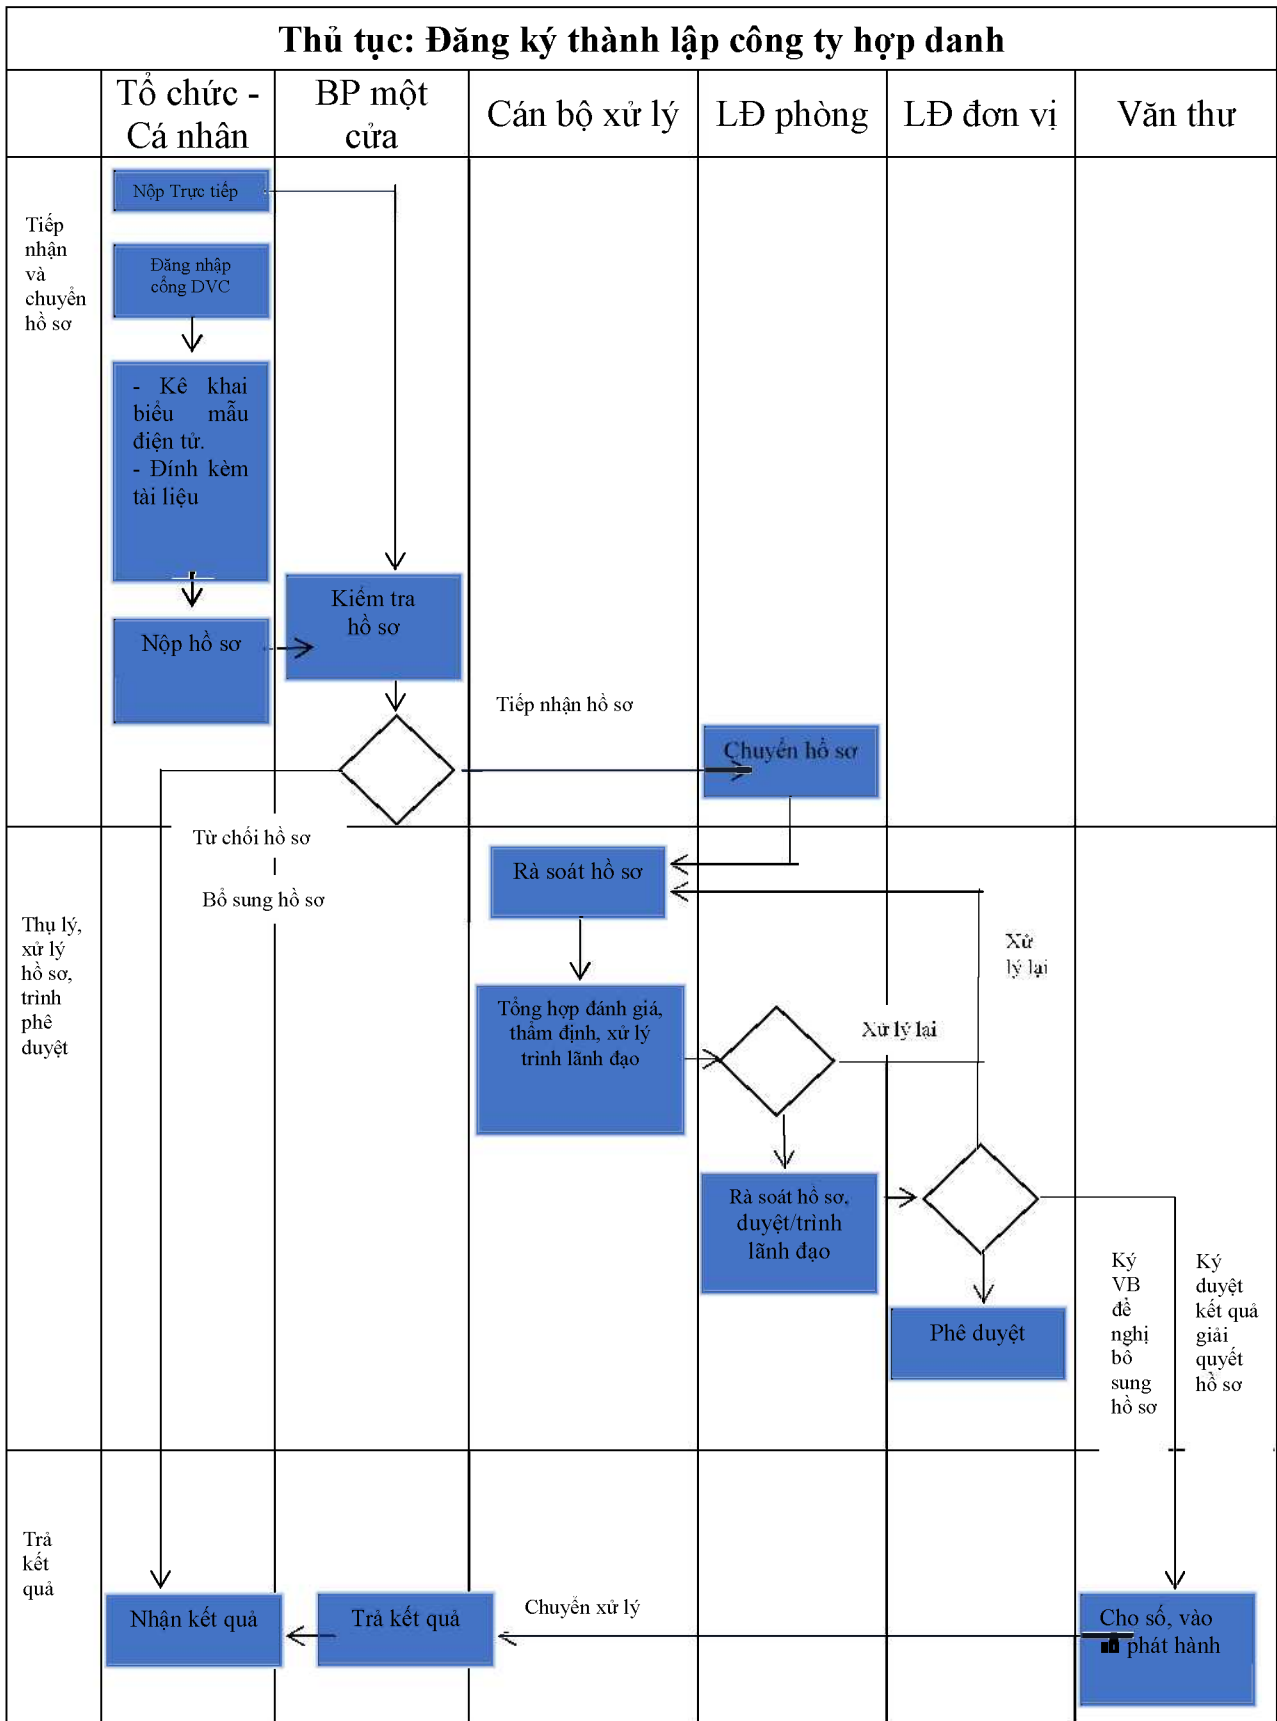 Thủ tục: Đăng ký thành lập công ty hợp danh
Tổ chức -
Cá nhân
BP một
cửa
Cán bộ xử lý
LĐ phòng
LĐ đơn vị
Văn thư
Tiếp
nhận
và
chuyển
hồ sơ
Nộp Trực tiếp
Đăng nhập
cổng DVC
- Kê khai
biểu mẫu
điện tử.
- Đính kèm
tài liệu
Nộp hồ sơ
Kiểm tra
hồ sơ
Tiếp nhận hồ sơ
Chuyển hồ sơ
Từ chối hồ sơ
Bổ sung hồ sơ
Thụ lý,
xử lý
hồ sơ,
trình
phê
duyệt
Rà soát hồ sơ
Tổng hợp đánh giá,
thẩm định, xử lý
trình lãnh đạo
Xử
lý lại
Xử lý lại
Rà soát hồ sơ,
duyệt/trình
lãnh đạo
Phê duyệt
Ký
VB
đề
nghị
bổ
sung
hồ sơ
Ký
duyệt
kết quả
giải
quyết
hồ sơ
Trả
kết
quả
Nhận kết quả
Trả kết quả
Chuyển xử lý
Cho số, vào
phát hành